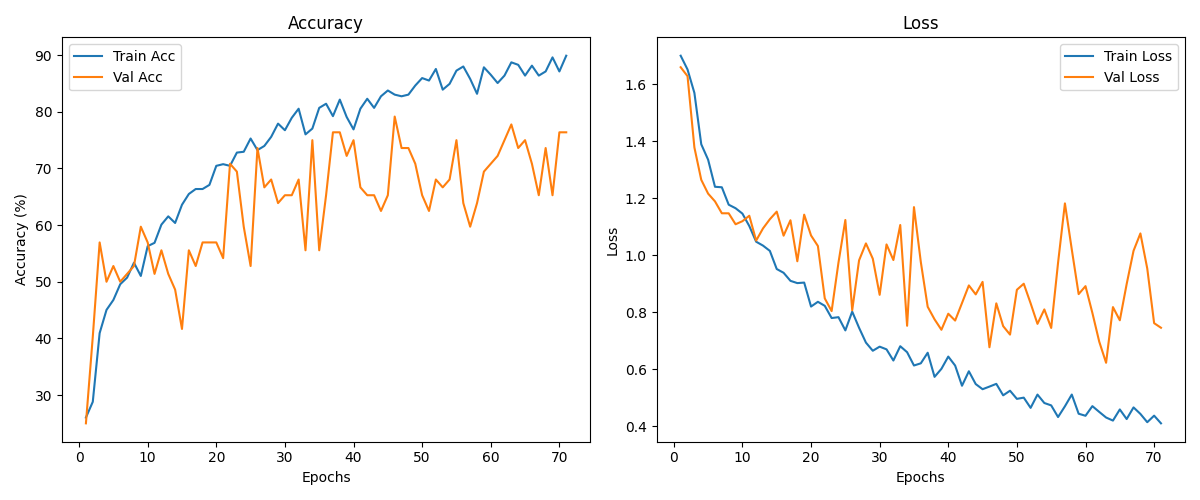 Accuracy
Train Acc
Val Acc
Accuracy (%)
90
80
70
60
50
40
30
0 10 20 30 40 50 60 70
Epochs
Loss
Train Loss
Val Loss
Loss
1.6
1.4
1.2
1.0
0.8
0.6
0.4
0 10 20 30 40 50 60 70
Epochs